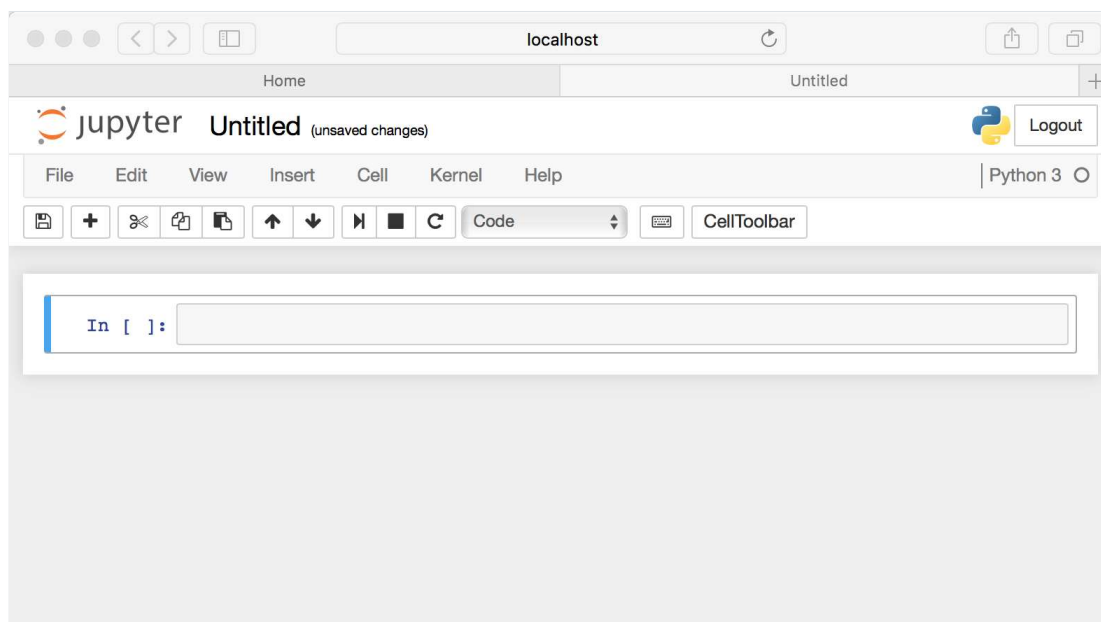 localhost
Home Untitled
jupyter Untitled (unsaved changes) Logout
File Edit View Insert Cell Kernel Help Python 3
Code CellToolbar
In [ ]: